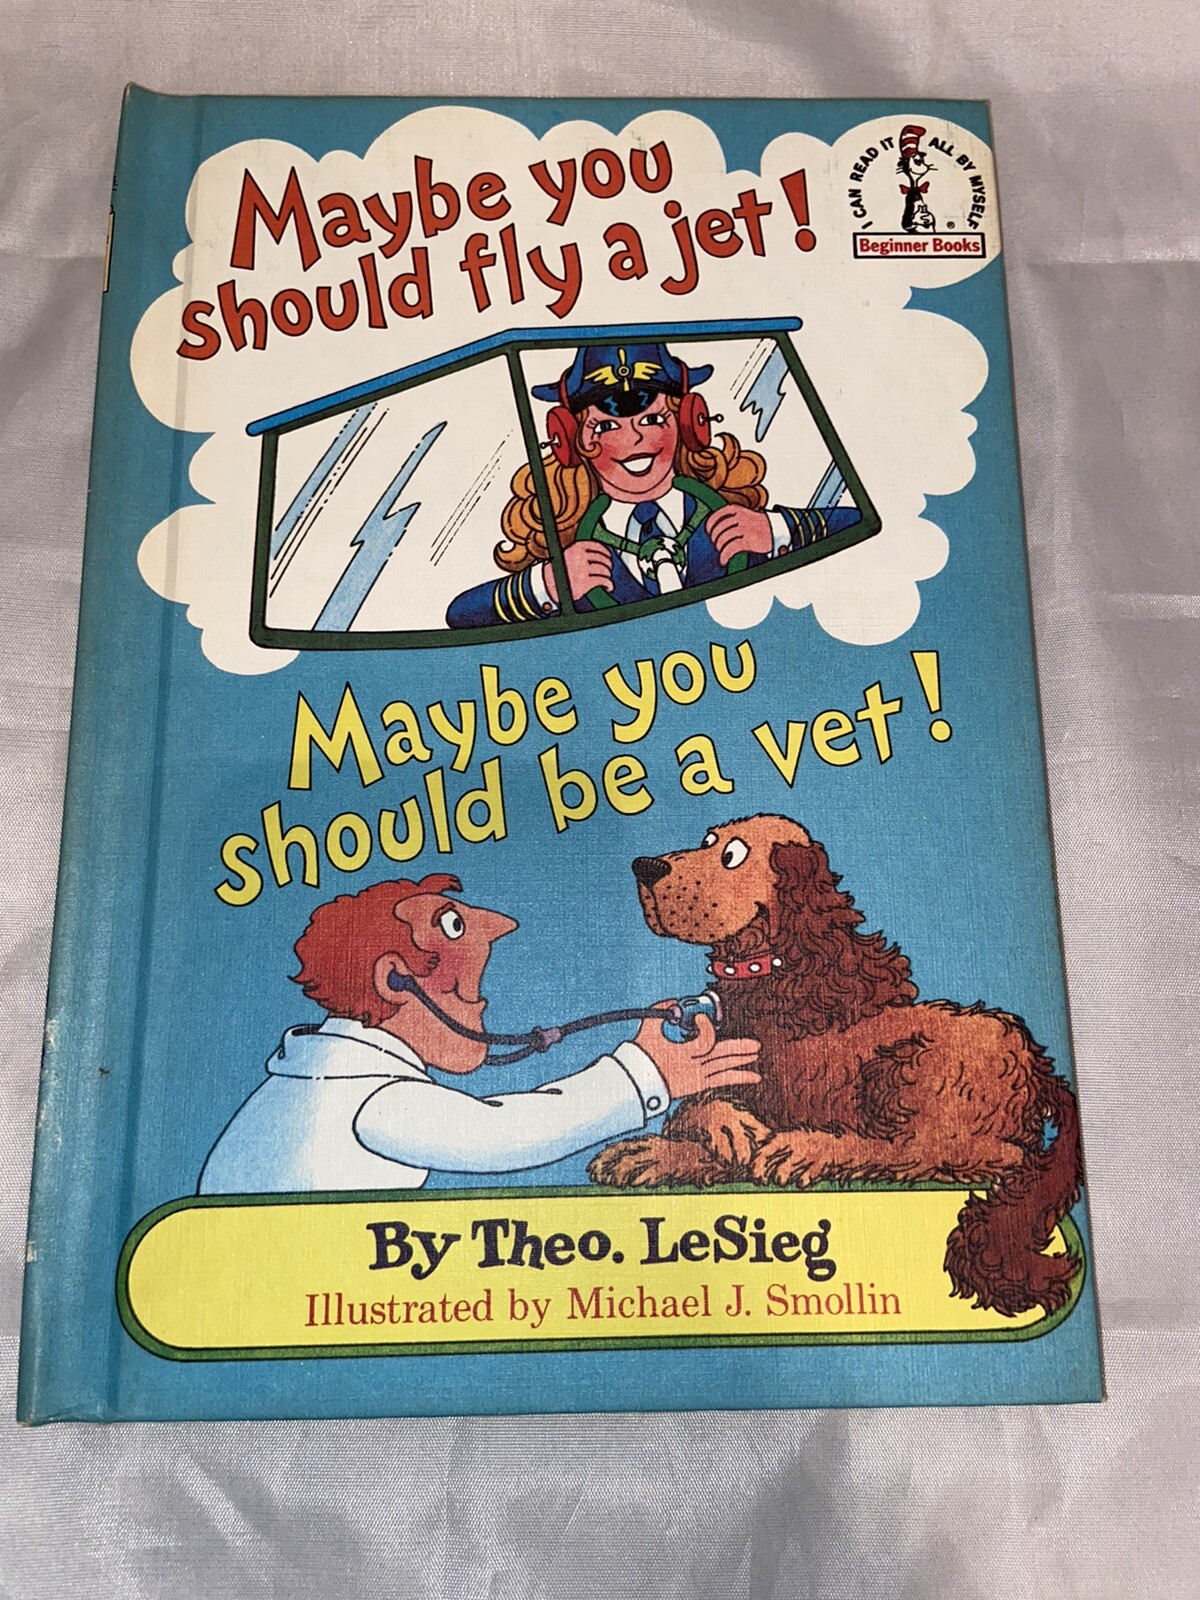 Maybe you
should fly a jet!
I CAN READ IT ALL BY MYSELF
®
Beginner Books
Maybe you
should be a vet!
By Theo. LeSieg
Illustrated by Michael J. Smollin